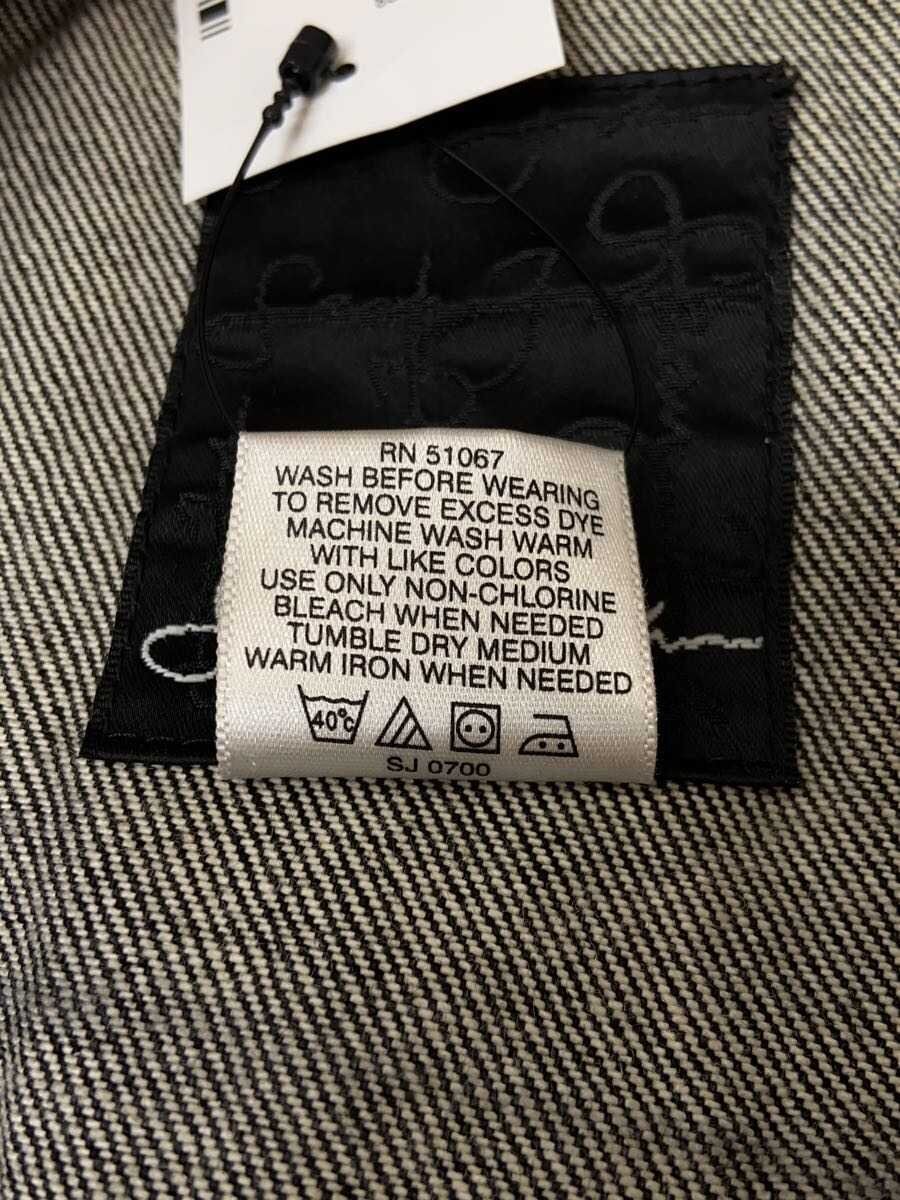 RN 51067
WASH BEFORE WEARING
TO REMOVE EXCESS DYE
MACHINE WASH WARM
WITH LIKE COLORS
USE ONLY NON-CHLORINE
BLEACH WHEN NEEDED
TUMBLE DRY MEDIUM
WARM IRON WHEN NEEDED
40°C
SJ 0700